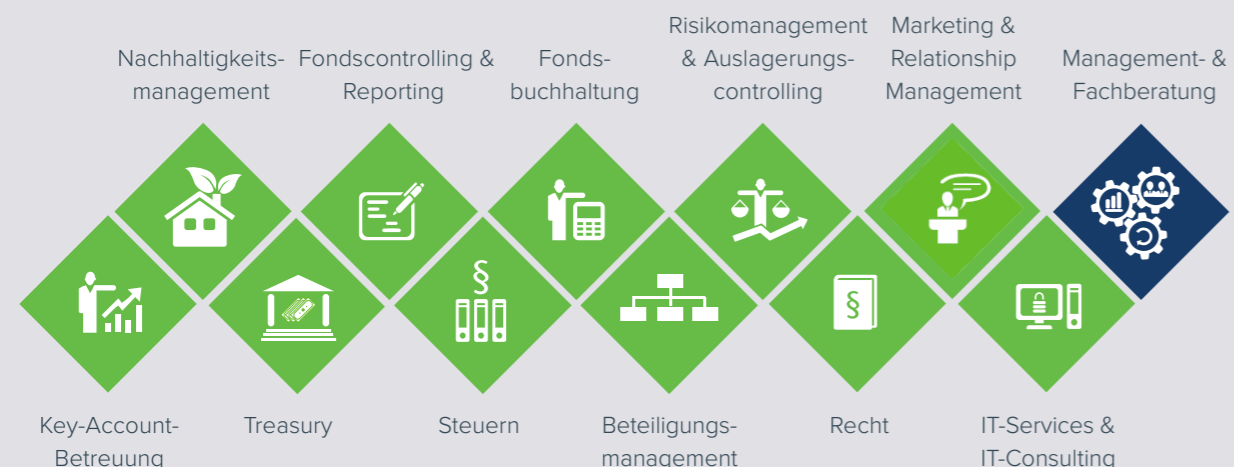 Nachhaltigkeits-
management
Fondscontrolling &
Reporting
Fonds-
buchhaltung
Risikomanagement
& Auslagerungs-
controlling
Marketing &
Relationship
Management
Management- &
Fachberatung
§
§
Key-Account-
Betreuung
Treasury
Steuern
Beteiligungs-
management
Recht
IT-Services &
IT-Consulting